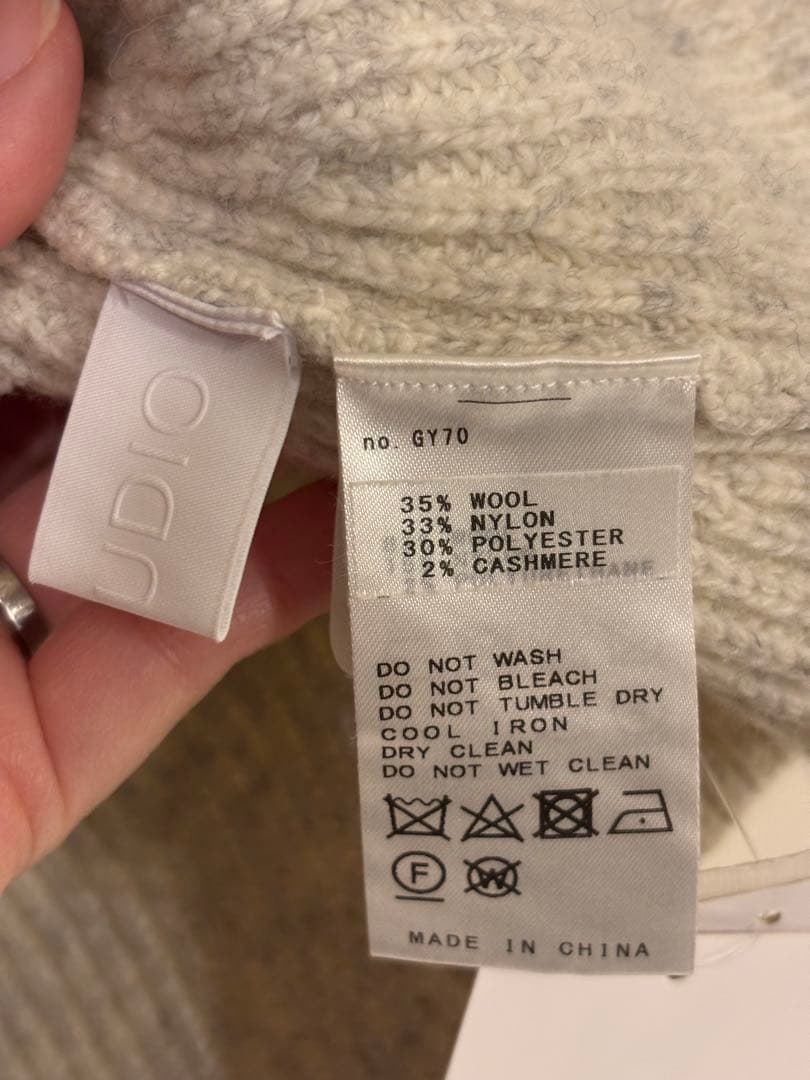 UDIO
no. GY70
35% WOOL
33% NYLON
30% POLYESTER
2% CASHMERE
DO NOT WASH
DO NOT BLEACH
DO NOT TUMBLE DRY
COOL IRON
DRY CLEAN
DO NOT WET CLEAN
F W
MADE IN CHINA